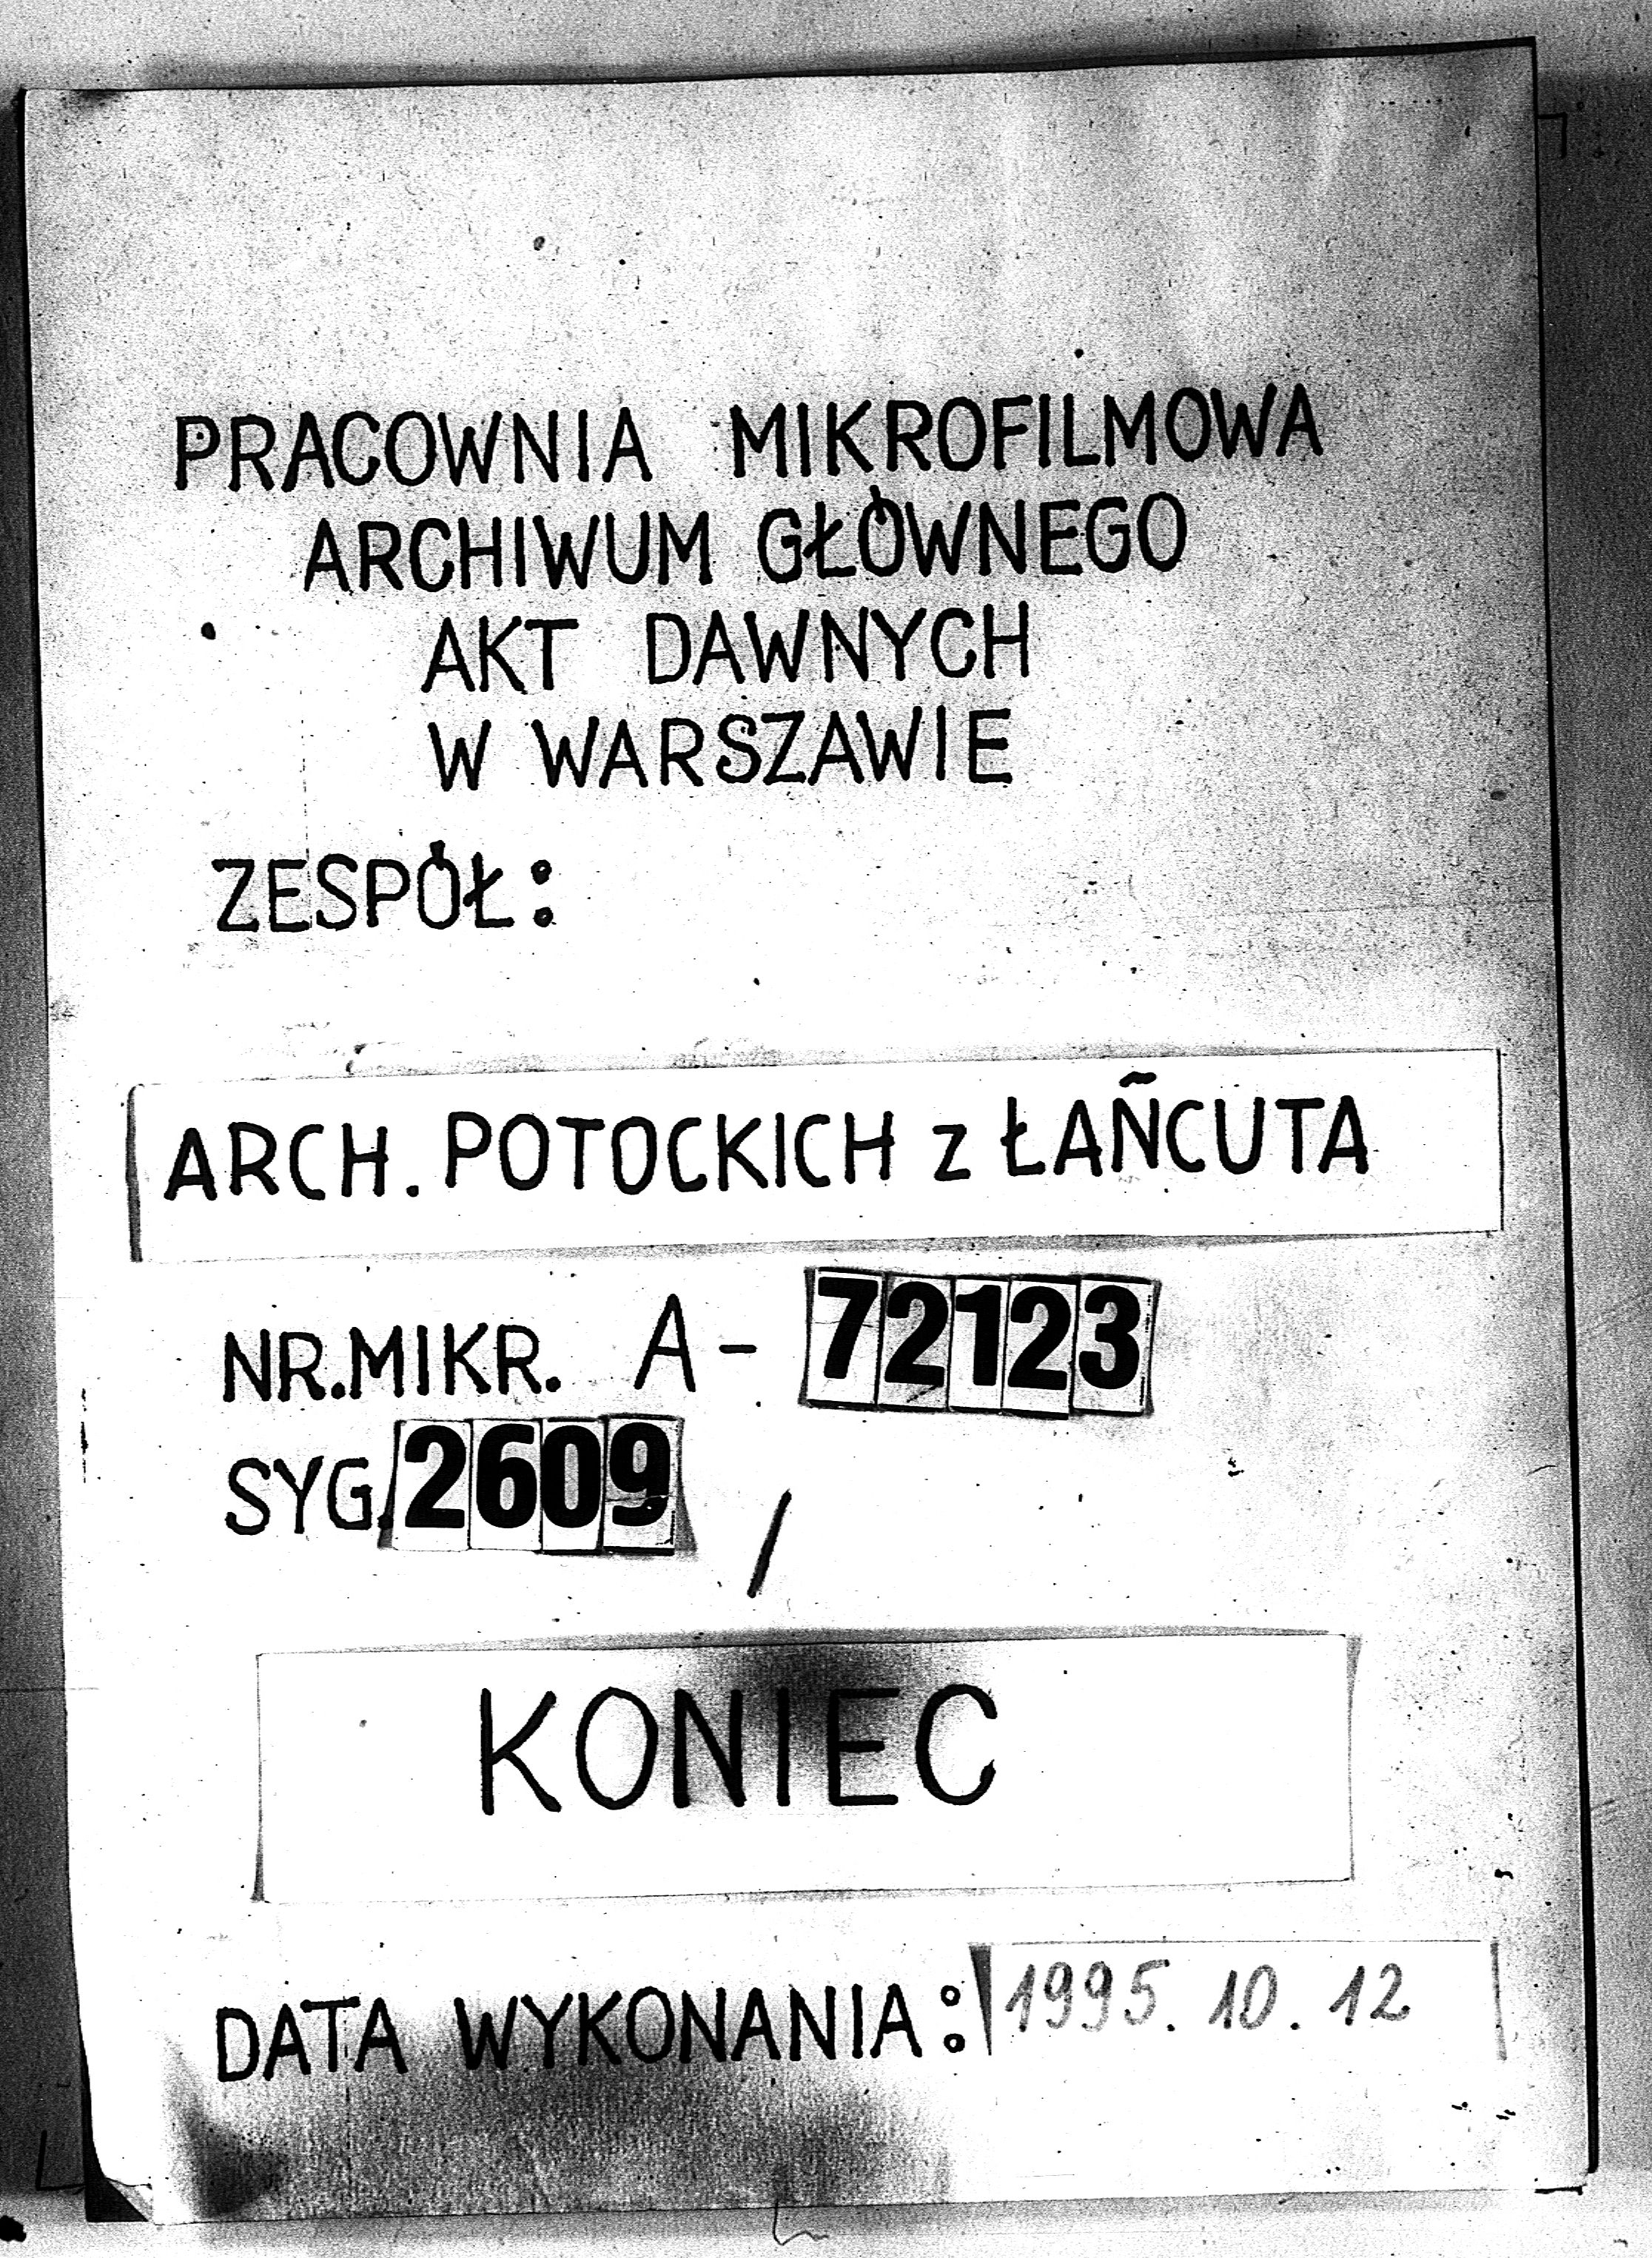 PRACOWNIA MIKROFILMOWA
ARCHIWUM GŁÓWNEGO
AKT DAWNYCH
W WARSZAWIE
ZESPÓŁ:
ARCH. POTOCKICH z ŁAŃCUTA
NR.MIKR. A- 72123
SYG. 2609 /
KONIEC
DATA WYKONANIA: 1995. 10. 12